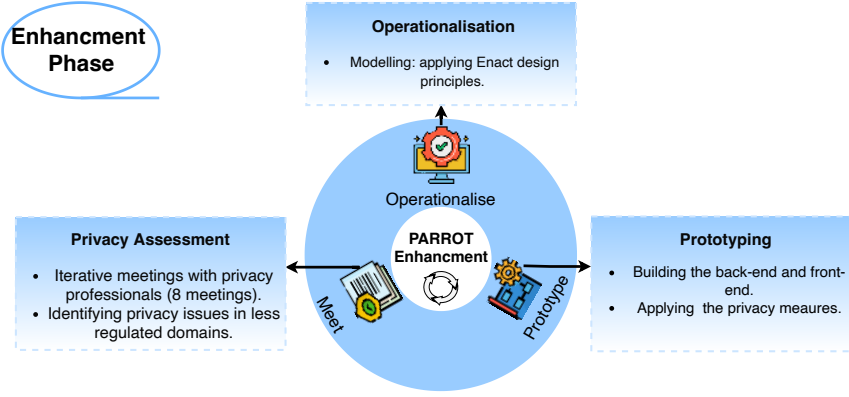 Enhancment
Phase
Operationalisation
• Modelling: applying Enact design
principles.
Operationalise
PARROT
Enhancment
Meet
Prototype
Privacy Assessment
• Iterative meetings with privacy
professionals (8 meetings).
• Identifying privacy issues in less
regulated domains.
Prototyping
• Building the back-end and front-
end.
• Applying the privacy meaures.